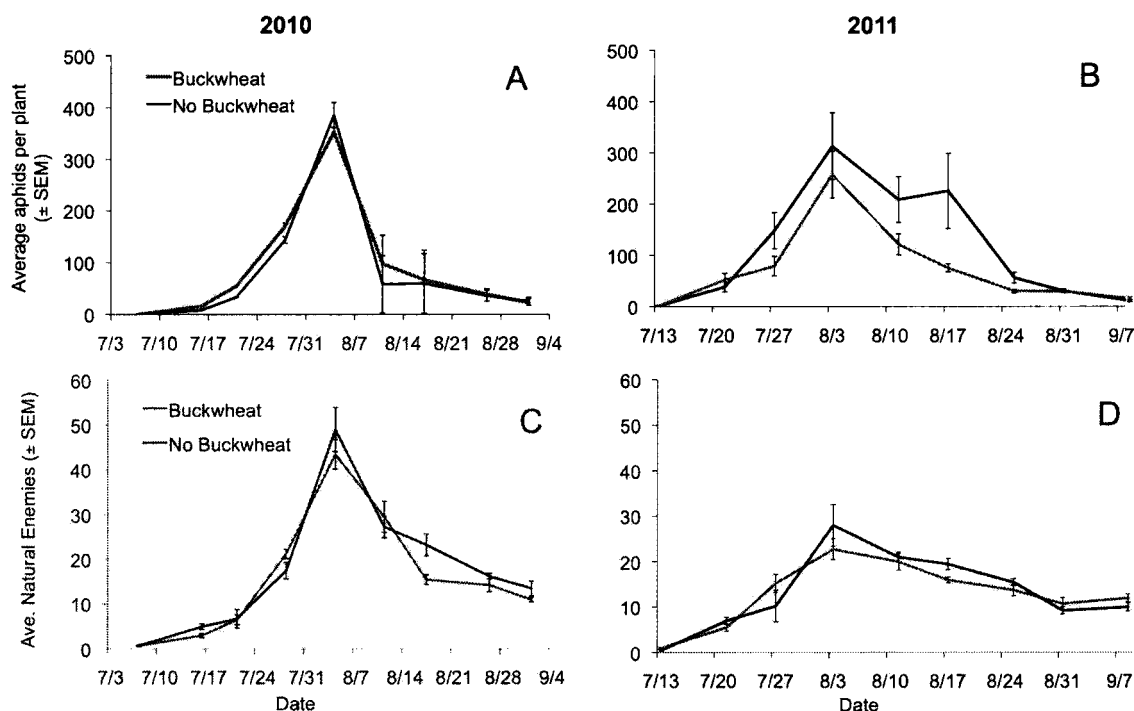 2010
2011
A
500
400
300
200
100
0
Buckwheat
No Buckwheat
Average aphids per plant
(± SEM)
7/3 7/10 7/17 7/24 7/31 8/7 8/14 8/21 8/28 9/4
B
500
400
300
200
100
0
7/13 7/20 7/27 8/3 8/10 8/17 8/24 8/31 9/7
C
60
50
40
30
20
10
0
Buckwheat
No Buckwheat
Ave. Natural Enemies (± SEM)
7/3 7/10 7/17 7/24 7/31 8/7 8/14 8/21 8/28 9/4
Date
D
60
50
40
30
20
10
0
7/13 7/20 7/27 8/3 8/10 8/17 8/24 8/31 9/7
Date